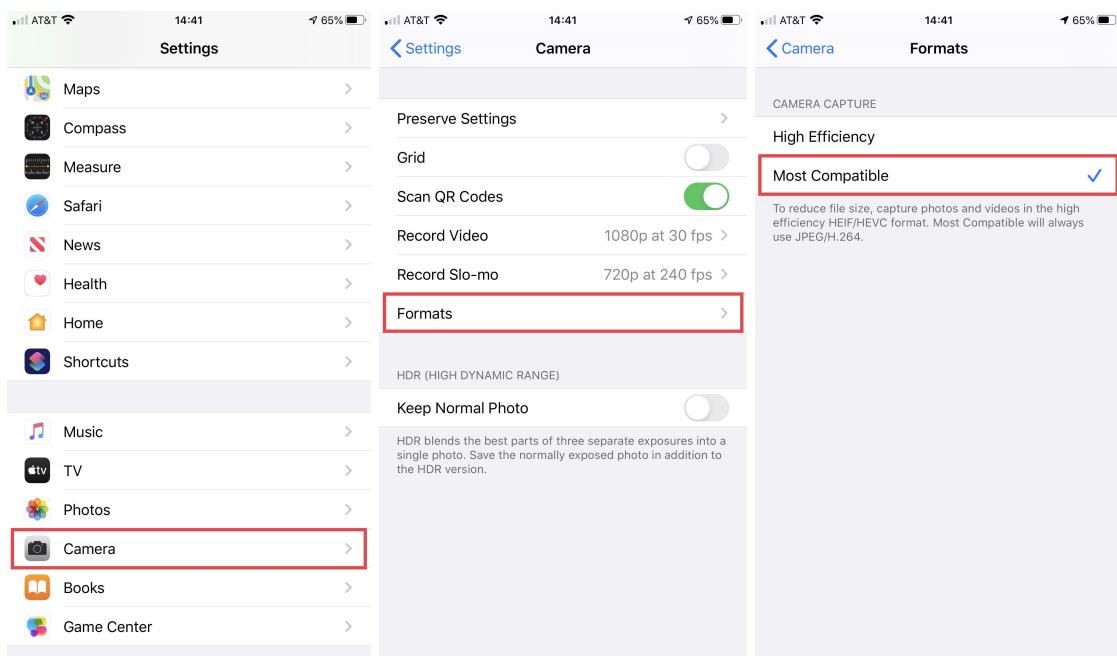 AT&T 14:41 65%
Settings
Maps
Compass
Measure
Safari
News
Health
Home
Shortcuts
Music
tv TV
Photos
Camera
Books
Game Center
AT&T 14:41 65%
Settings Camera
Preserve Settings
Grid
Scan QR Codes
Record Video 1080p at 30 fps
Record Slo-mo 720p at 240 fps
Formats
HDR (HIGH DYNAMIC RANGE)
Keep Normal Photo
HDR blends the best parts of three separate exposures into a
single photo. Save the normally exposed photo in addition to
the HDR version.
AT&T 14:41 65%
Camera Formats
CAMERA CAPTURE
High Efficiency
Most Compatible
To reduce file size, capture photos and videos in the high
efficiency HEIF/HEVC format. Most Compatible will always
use JPEG/H.264.